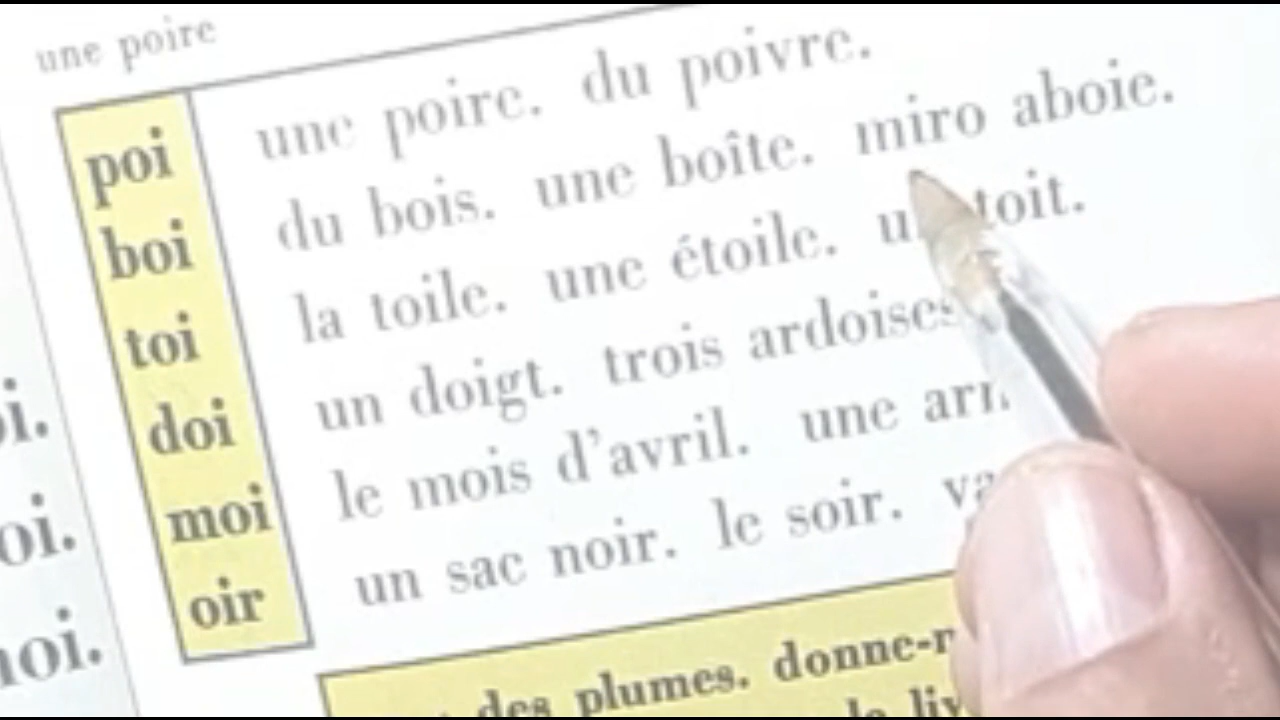 une poire
poi
boi
toi
doi
moi
oir
une poire. du poivre.
du bois. une boîte. miro aboie.
la toile. une étoile. toit.
un doigt. trois ardoises
le mois d'avril. une
un sac noir. le soir.
des plumes. donne-
oi.
noi.